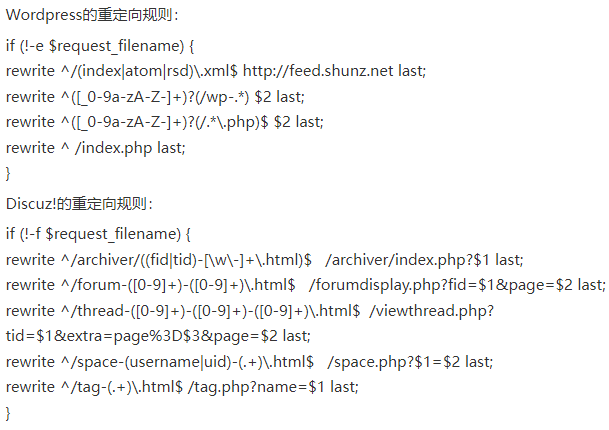 Wordpress的重定向规则：
if (!-e $request_filename) {
rewrite ^/(index|atom|rsd)\.xml$ http://feed.shunz.net last;
rewrite ^([_0-9a-zA-Z-]+)?(/wp-.*) $2 last;
rewrite ^([_0-9a-zA-Z-]+)?(/.*\.php)$ $2 last;
rewrite ^ /index.php last;
}
Discuz!的重定向规则：
if (!-f $request_filename) {
rewrite ^/archiver/((fid|tid)-[\w\-]+\.html)$   /archiver/index.php?$1 last;
rewrite ^/forum-([0-9]+)-([0-9]+)\.html$   /forumdisplay.php?fid=$1&page=$2 last;
rewrite ^/thread-([0-9]+)-([0-9]+)-([0-9]+)\.html$  /viewthread.php?
tid=$1&extra=page%3D$3&page=$2 last;
rewrite ^/space-(username|uid)-(.+)\.html$   /space.php?$1=$2 last;
rewrite ^/tag-(.+)\.html$ /tag.php?name=$1 last;
}